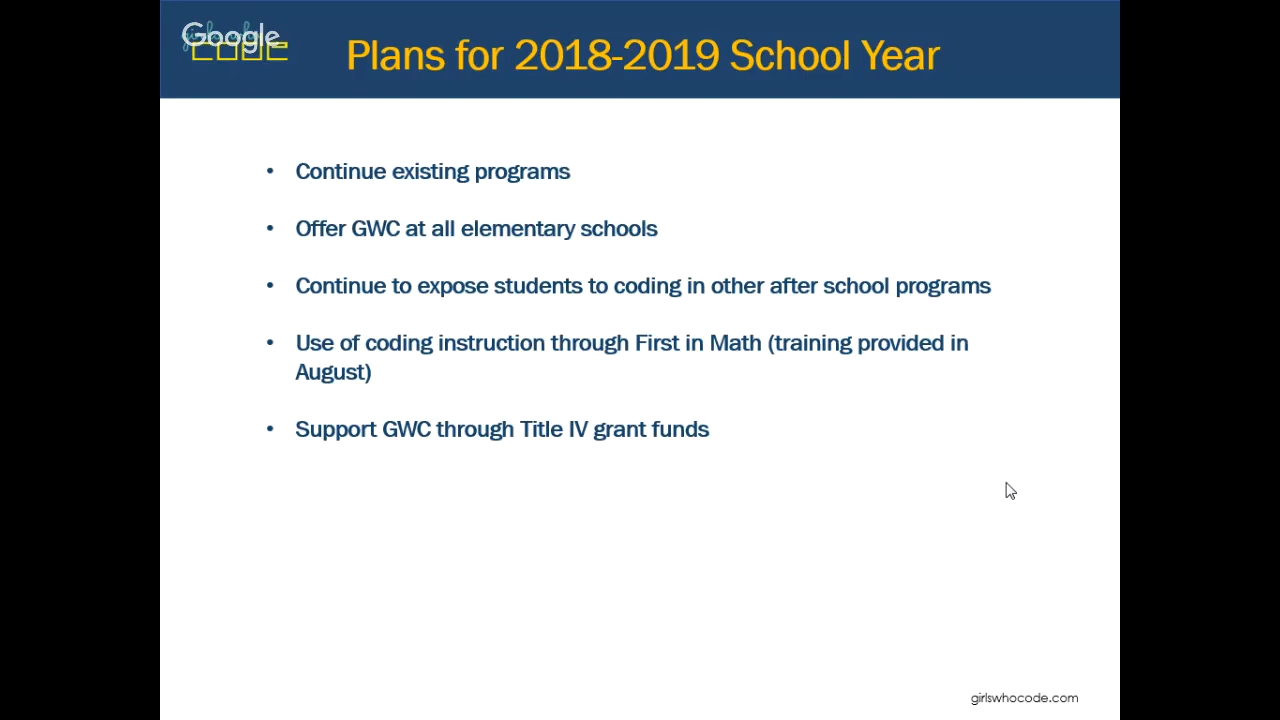 Google
CODE
Plans for 2018-2019 School Year
• Continue existing programs
• Offer GWC at all elementary schools
• Continue to expose students to coding in other after school programs
• Use of coding instruction through First in Math (training provided in
August)
• Support GWC through Title IV grant funds
girlswhocode.com